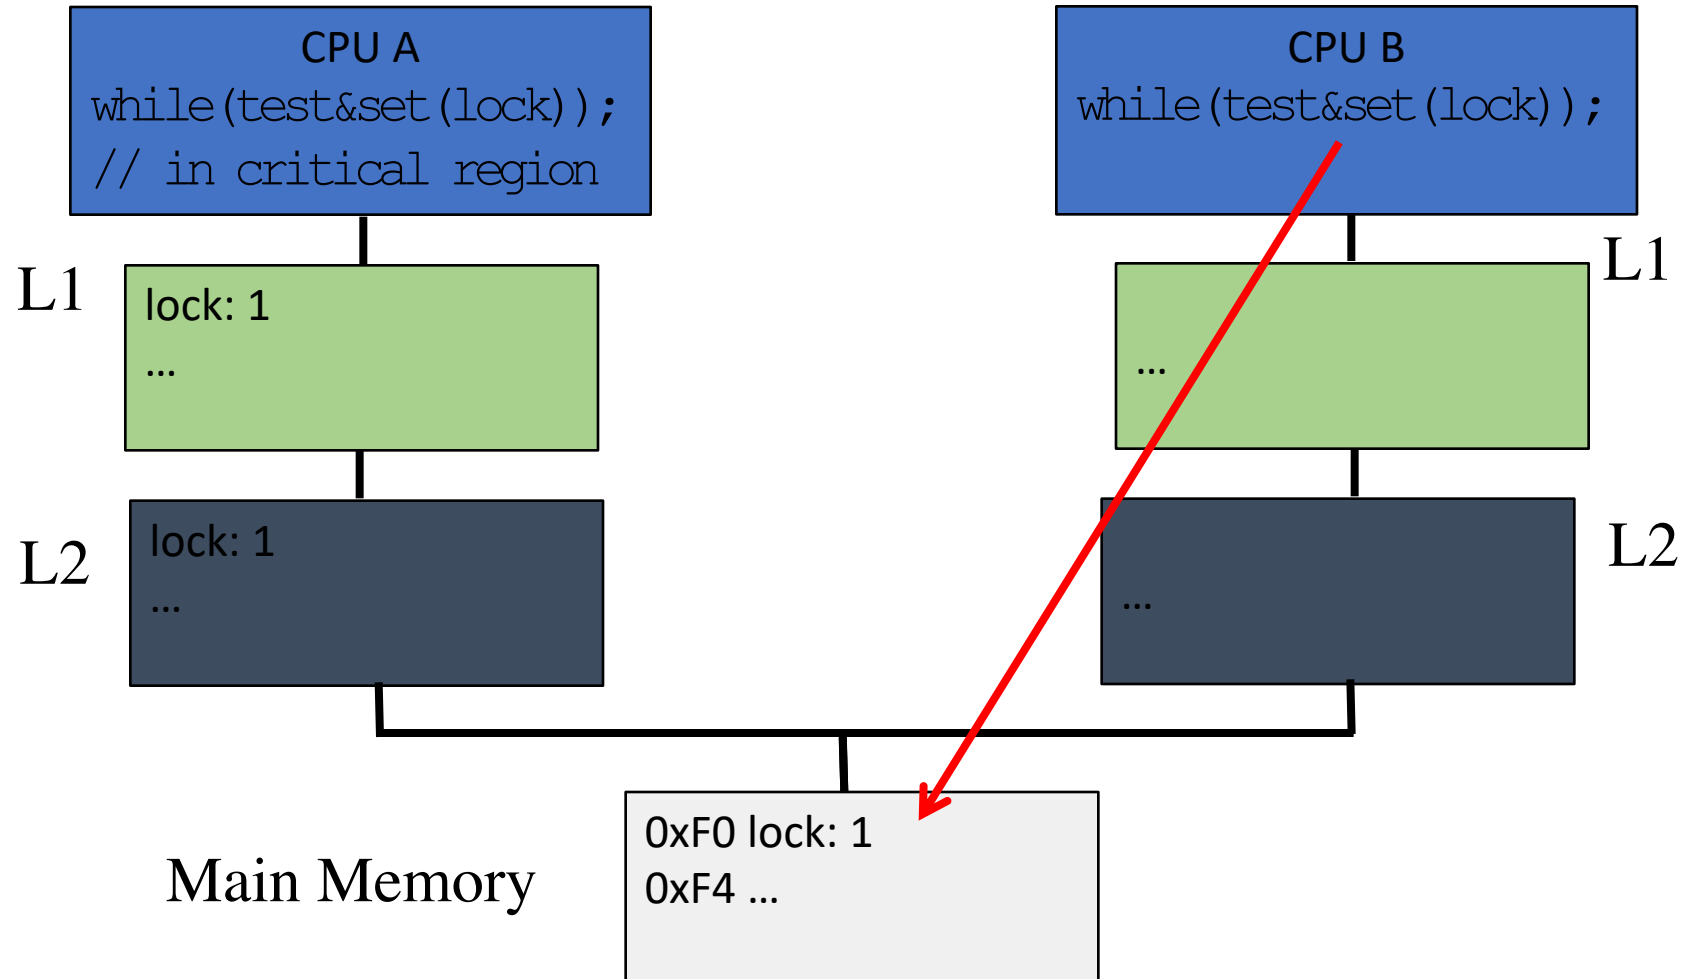 CPU A
while(test&set(lock));
// in critical region
CPU B
while(test&set(lock));
L1
lock: 1
…
L1
…
L2
lock: 1
…
L2
…
Main Memory
0xF0 lock: 1
0xF4 …